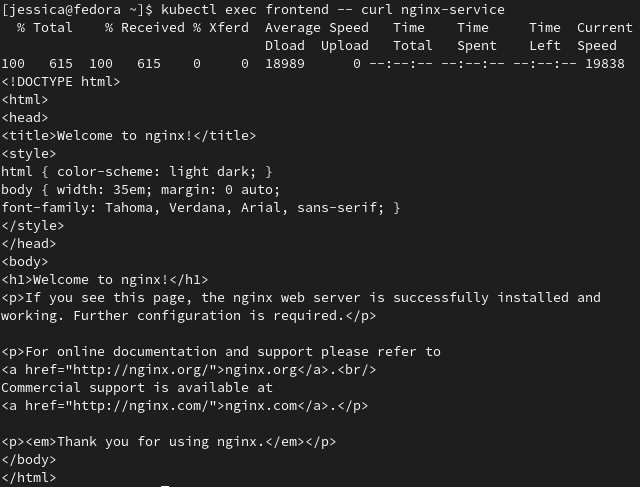 [jessica@fedora ~]$ kubectl exec frontend -- curl nginx-service
  % Total    % Received % Xferd  Average Speed   Time    Time     Time  Current
                                 Dload  Upload   Total   Spent    Left  Speed
100   615  100   615    0     0  18989      0 --:--:-- --:--:-- --:--:-- 19838
<!DOCTYPE html>
<html>
<head>
<title>Welcome to nginx!</title>
<style>
html { color-scheme: light dark; }
body { width: 35em; margin: 0 auto;
font-family: Tahoma, Verdana, Arial, sans-serif; }
</style>
</head>
<body>
<h1>Welcome to nginx!</h1>
<p>If you see this page, the nginx web server is successfully installed and
working. Further configuration is required.</p>

<p>For online documentation and support please refer to
<a href="http://nginx.org/">nginx.org</a>.<br/>
Commercial support is available at
<a href="http://nginx.com/">nginx.com</a>.</p>

<p><em>Thank you for using nginx.</em></p>
</body>
</html>